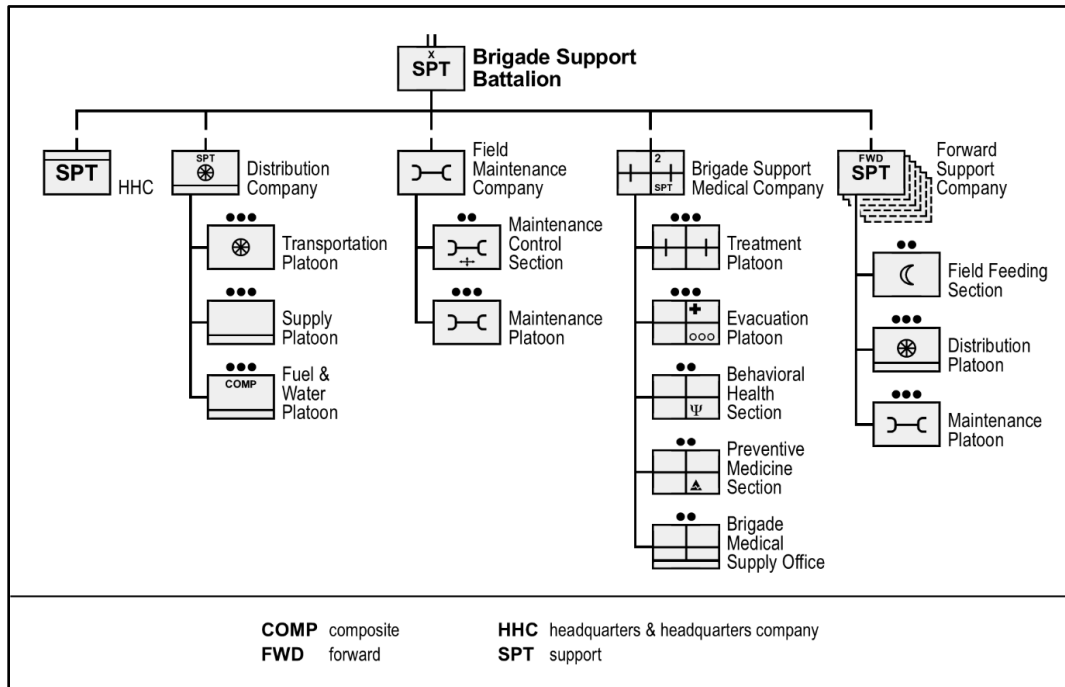 X
SPT
Brigade Support
Battalion
SPT
HHC
SPT
Distribution
Company
Field
Maintenance
Company
2
SPT
Brigade Support
Medical Company
FWD
SPT
Forward
Support
Company
Transportation
Platoon
Supply
Platoon
COMP
Fuel &
Water
Platoon
Maintenance
Control
Section
Maintenance
Platoon
Treatment
Platoon
Evacuation
Platoon
Behavioral
Health
Section
Ψ
Preventive
Medicine
Section
Brigade
Medical
Supply Office
Field Feeding
Section
Distribution
Platoon
Maintenance
Platoon
COMP composite
FWD forward
HHC headquarters & headquarters company
SPT support